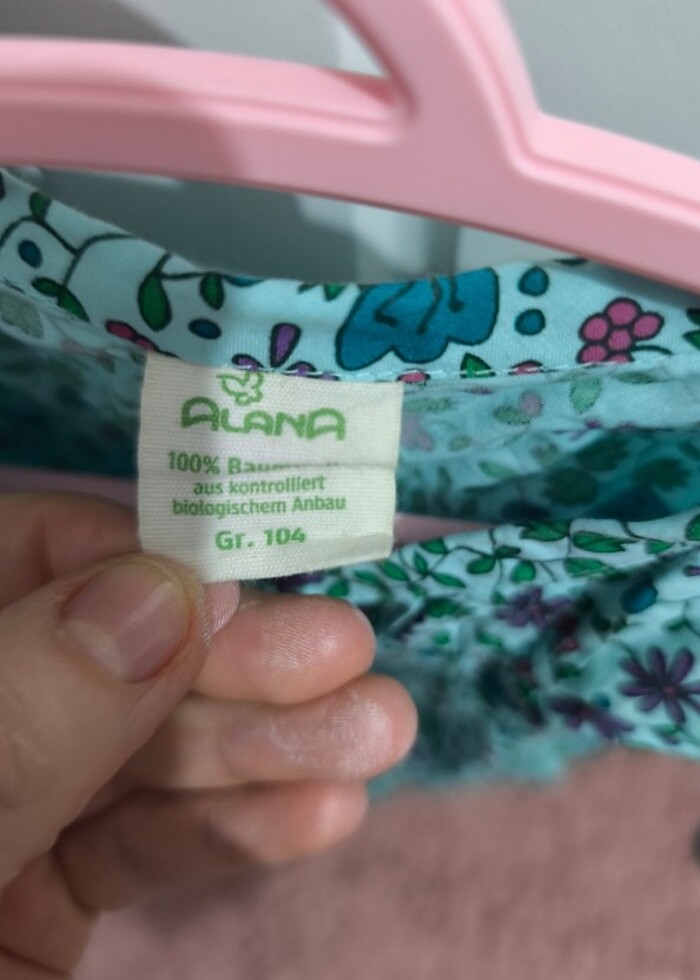 ALANA
100%
aus kontrolliert
biologischem Anbau
Gr. 104